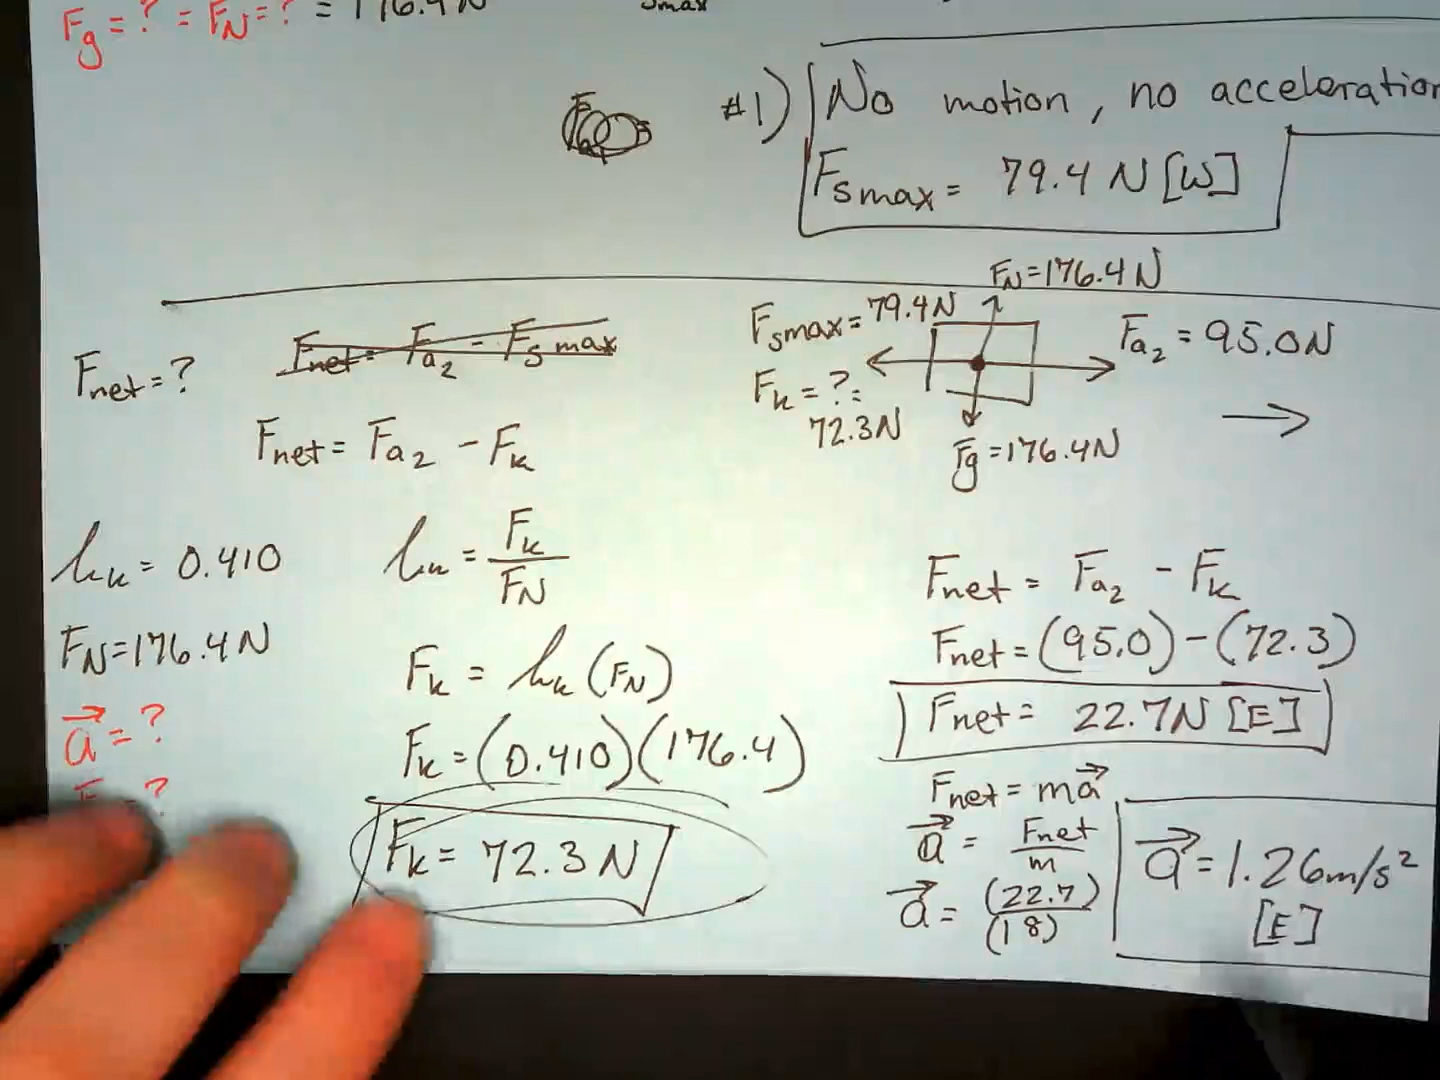 Fg = ? = FN = ? = 176.4N
smax
#1) No motion, no acceleration
Fsmax = 79.4 N [W]
FN = 176.4 N
Fsmax = 79.4N
Fa2 = 95.0N
Fk = ? =
72.3N
Fg = 176.4N
Fnet = ?
Fnet = Fa2 - Fs max
Fnet = Fa2 - Fk
μk = 0.410
μk = Fk / FN
FN = 176.4 N
Fk = μk (FN)
a = ?
Fk = (0.410)(176.4)
Fk = 72.3 N
Fnet = Fa2 - Fk
Fnet = (95.0) - (72.3)
Fnet = 22.7N [E]
Fnet = ma
a = Fnet / m
a = (22.7) / (18)
a = 1.26m/s²
[E]